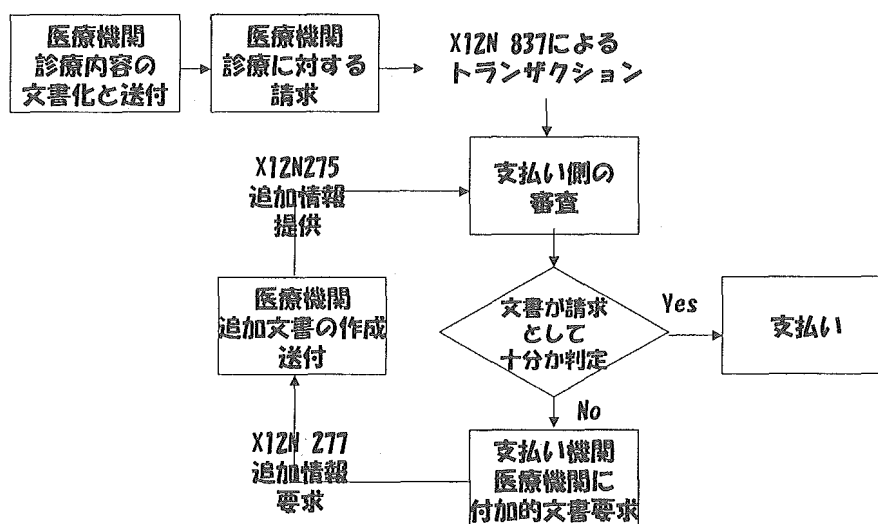 医療機関
診療内容の
文書化と送付
医療機関
診療に対する
請求
X12N 837による
トランザクション
支払い側の
審査
X12N275
追加情報
提供
医療機関
追加文書の作成
送付
文書が請求
として
十分か判定
Yes
支払い
No
X12N 277
追加情報
要求
支払い機関
医療機関に
付加的文書要求